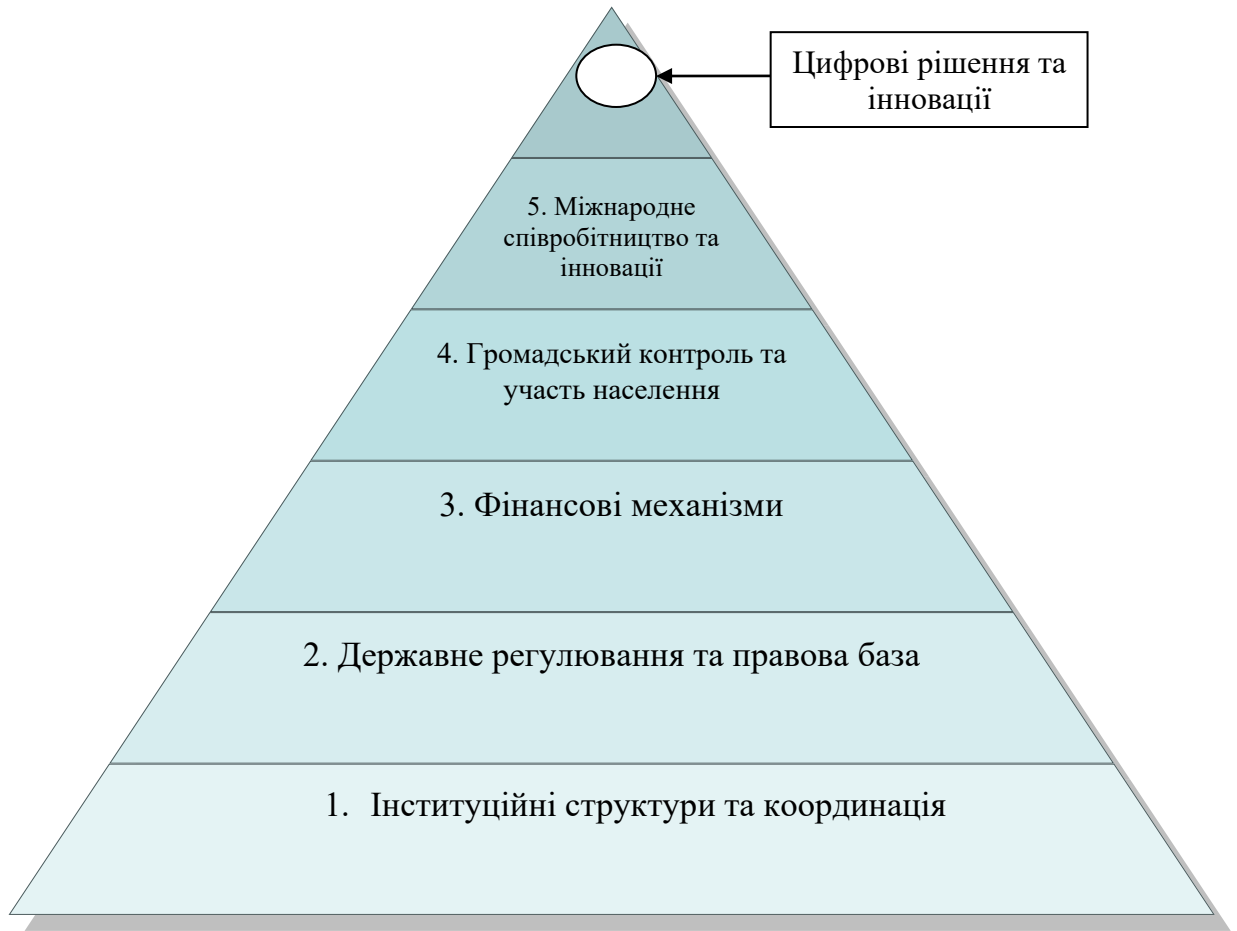 Цифрові рішення та
інновації
5. Міжнародне
співробітництво та
інновації
4. Громадський контроль та
участь населення
3. Фінансові механізми
2. Державне регулювання та правова база
1. Інституційні структури та координація